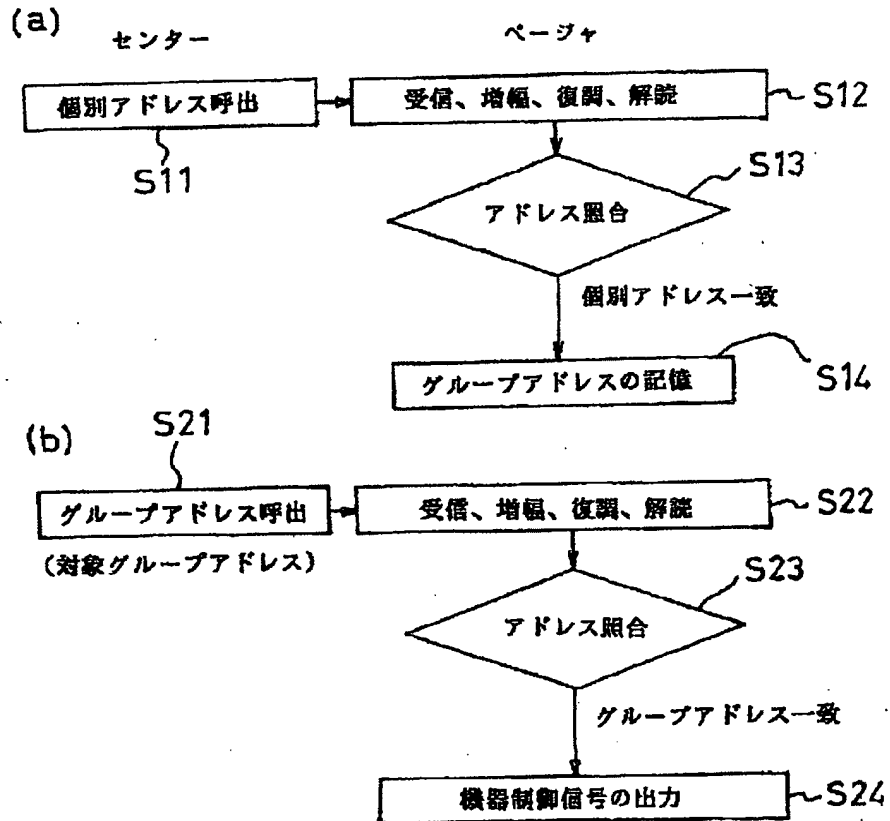 (a)
センター
ページャ
個別アドレス呼出
受信、増幅、復調、解読
S12
S11
S13
アドレス照合
個別アドレス一致
グループアドレスの記憶
S14
(b)
S21
グループアドレス呼出
受信、増幅、復調、解読
S22
(対象グループアドレス)
S23
アドレス照合
グループアドレス一致
機器制御信号の出力
S24